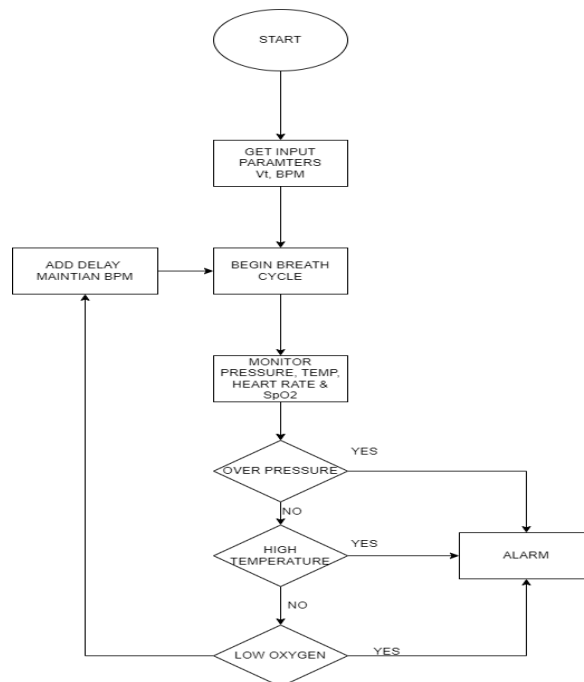 START
GET INPUT
PARAMTERS
Vt, BPM
ADD DELAY
MAINTIAN BPM
BEGIN BREATH
CYCLE
MONITOR
PRESSURE, TEMP,
HEART RATE &
SpO2
OVER PRESSURE
YES
NO
HIGH
TEMPERATURE
YES
ALARM
NO
LOW OXYGEN
YES